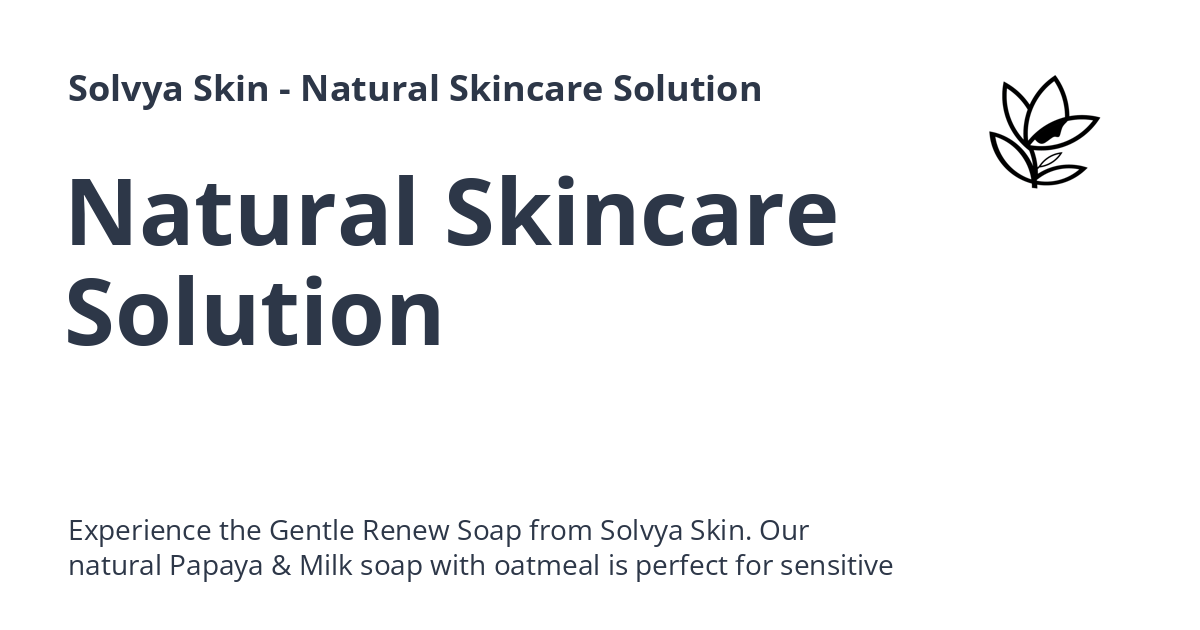 Solvya Skin - Natural Skincare Solution
Natural Skincare
Solution
Experience the Gentle Renew Soap from Solvya Skin. Our
natural Papaya & Milk soap with oatmeal is perfect for sensitive